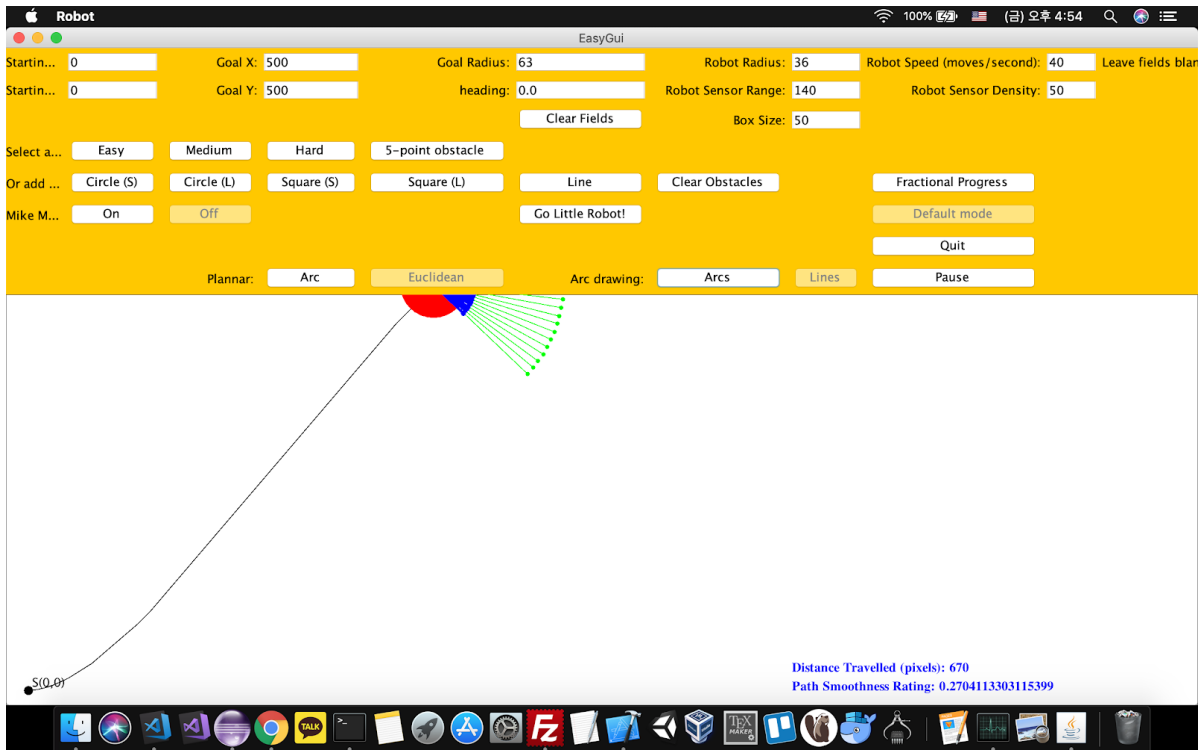 Robot 100% (금) 오후 4:54
EasyGui
Startin... 0 Goal X: 500 Goal Radius: 63 Robot Radius: 36 Robot Speed (moves/second): 40 Leave fields blan
Startin... 0 Goal Y: 500 heading: 0.0 Robot Sensor Range: 140 Robot Sensor Density: 50
Clear Fields Box Size: 50
Select a... Easy Medium Hard 5-point obstacle
Or add ... Circle (S) Circle (L) Square (S) Square (L) Line Clear Obstacles Fractional Progress
Mike M... On Off Go Little Robot! Default mode
Quit
Plannar: Arc Euclidean Arc drawing: Arcs Lines Pause
Distance Travelled (pixels): 670
S(0,0)
Path Smoothness Rating: 0.2704113303115399
TALK TEX MAKER